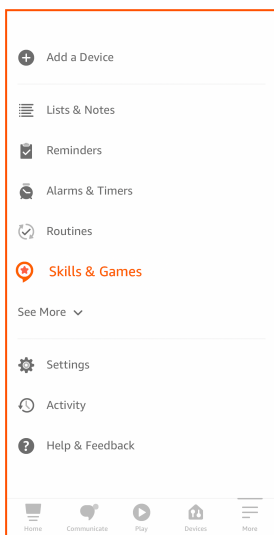 Add a Device
Lists & Notes
Reminders
Alarms & Timers
Routines
Skills & Games
See More
Settings
Activity
Help & Feedback
Home Communicate Play Devices More